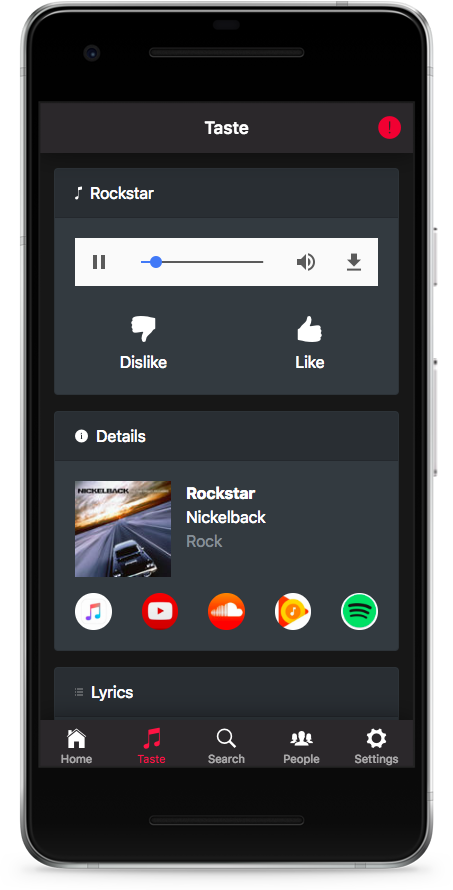 Taste
Rockstar
Dislike
Like
Details
NICKELBACK
Rockstar
Nickelback
Rock
Lyrics
Home
Taste
Search
People
Settings